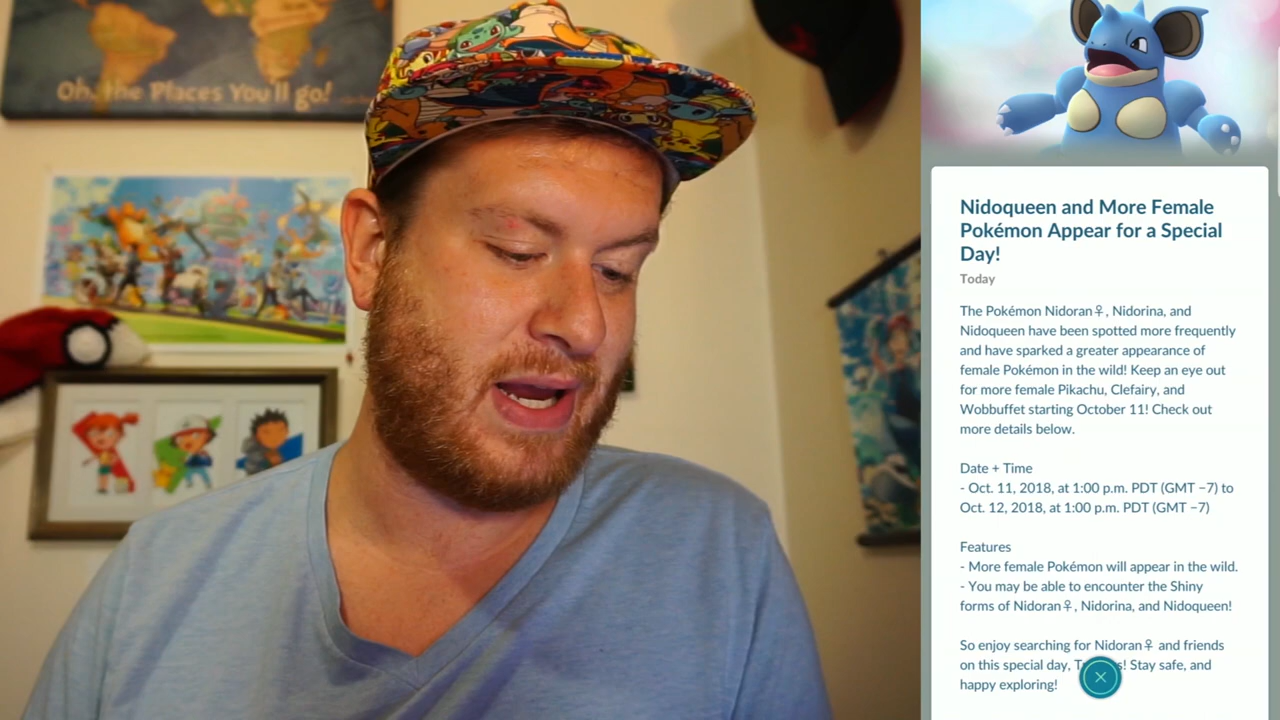 Oh, the Places You'll go!
Nidoqueen and More Female
Pokémon Appear for a Special
Day!
Today
The Pokémon Nidoran♀, Nidorina, and
Nidoqueen have been spotted more frequently
and have sparked a greater appearance of
female Pokémon in the wild! Keep an eye out
for more female Pikachu, Clefairy, and
Wobbuffet starting October 11! Check out
more details below.
Date + Time
- Oct. 11, 2018, at 1:00 p.m. PDT (GMT −7) to
Oct. 12, 2018, at 1:00 p.m. PDT (GMT −7)
Features
- More female Pokémon will appear in the wild.
- You may be able to encounter the Shiny
forms of Nidoran♀, Nidorina, and Nidoqueen!
So enjoy searching for Nidoran♀ and friends
on this special day, Stay safe, and
happy exploring!